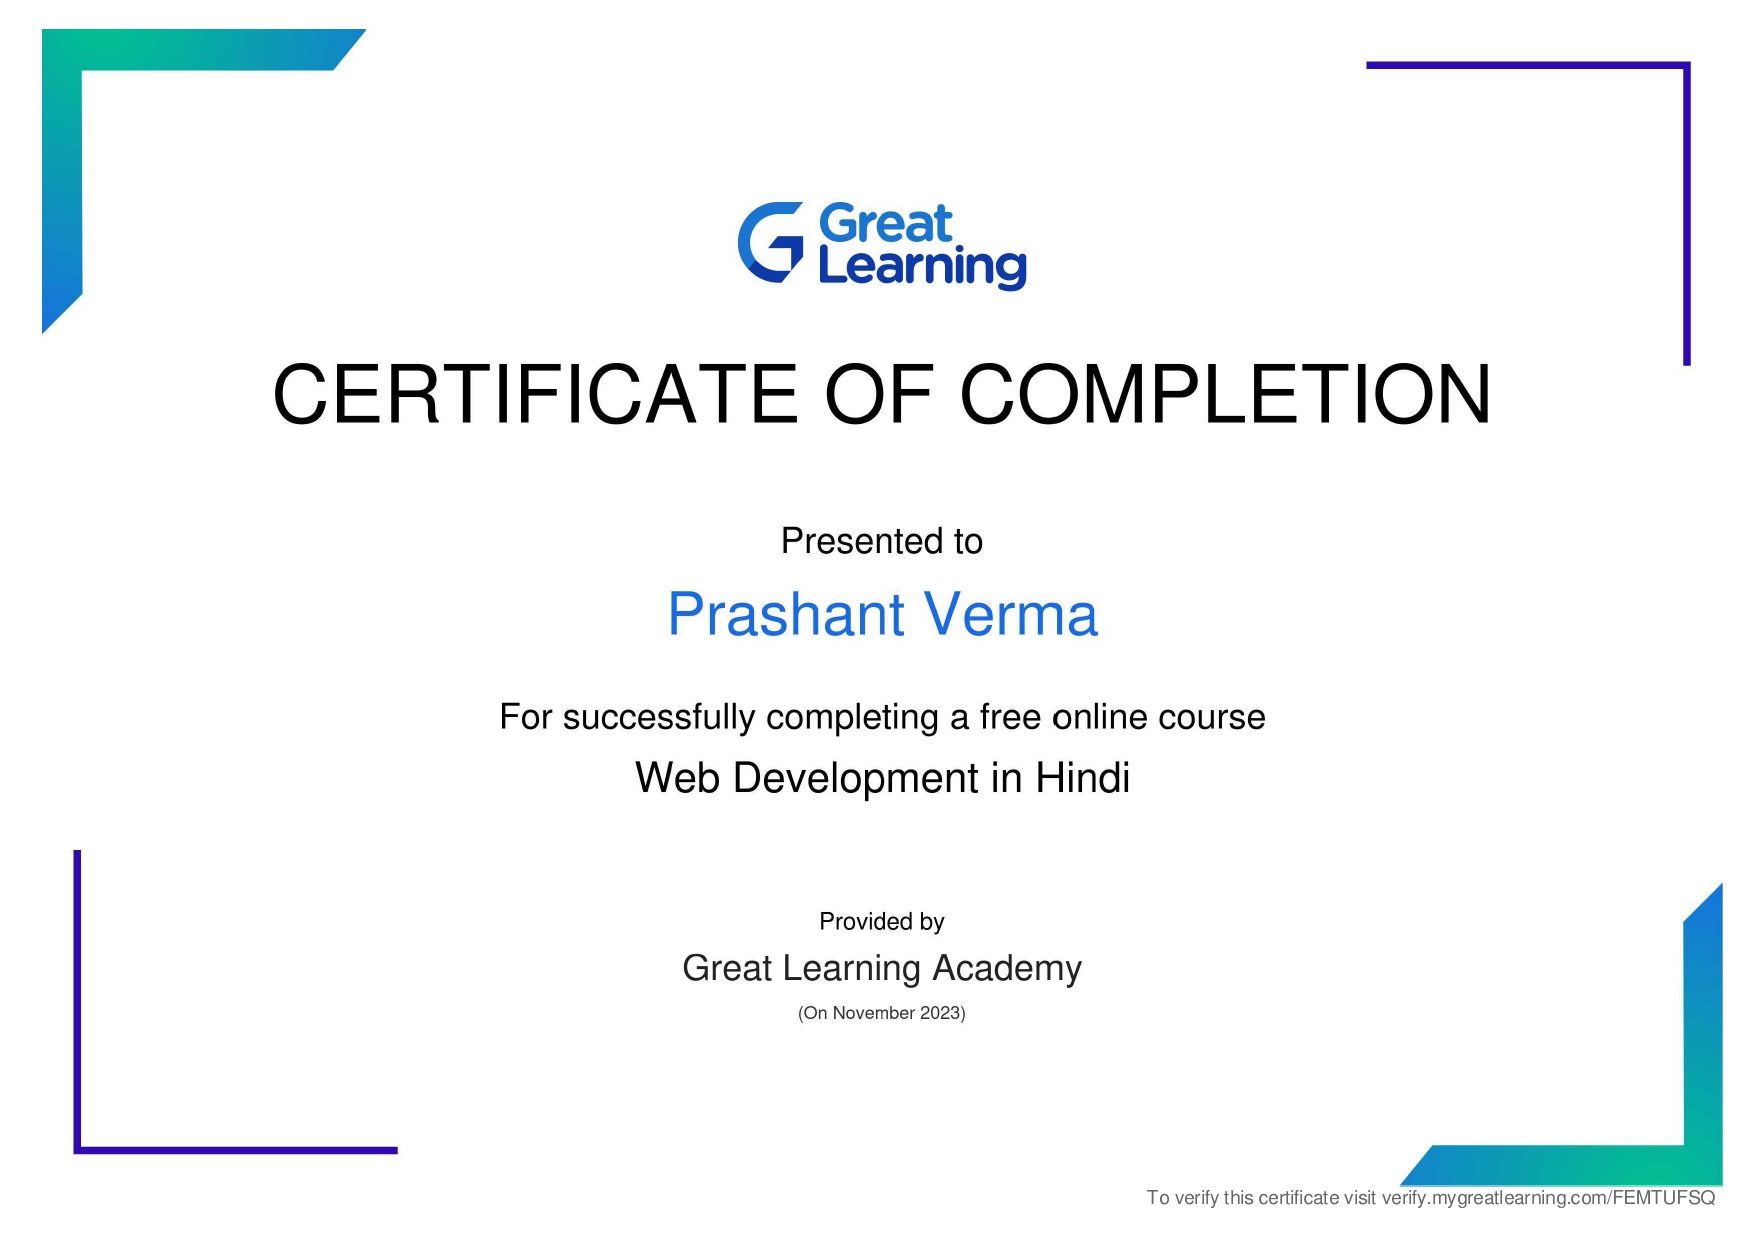 Great
Learning
CERTIFICATE OF COMPLETION
Presented to
Prashant Verma
For successfully completing a free online course
Web Development in Hindi
Provided by
Great Learning Academy
(On November 2023)
To verify this certificate visit verify.mygreatlearning.com/FEMTUFSQ